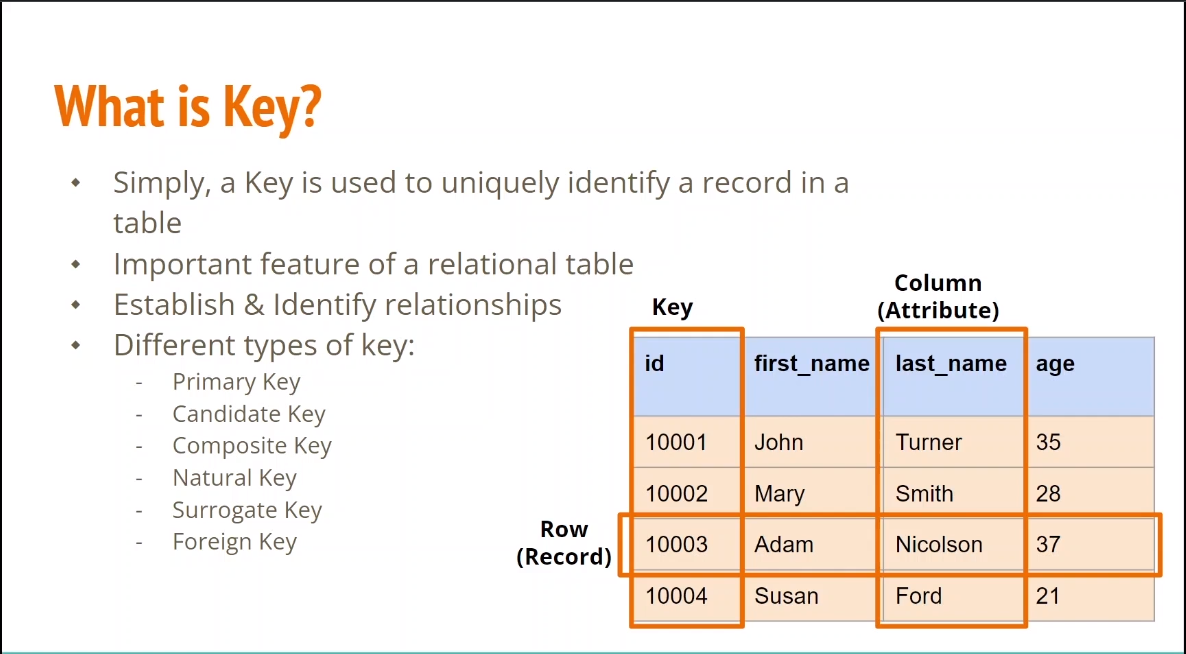 What is Key?
Simply, a Key is used to uniquely identify a record in a
table
Important feature of a relational table
Establish & Identify relationships
Different types of key:
- Primary Key
- Candidate Key
- Composite Key
- Natural Key
- Surrogate Key
- Foreign Key
Key
Column
(Attribute)
id first_name last_name age
10001 John Turner 35
10002 Mary Smith 28
Row
(Record)
10003 Adam Nicolson 37
10004 Susan Ford 21